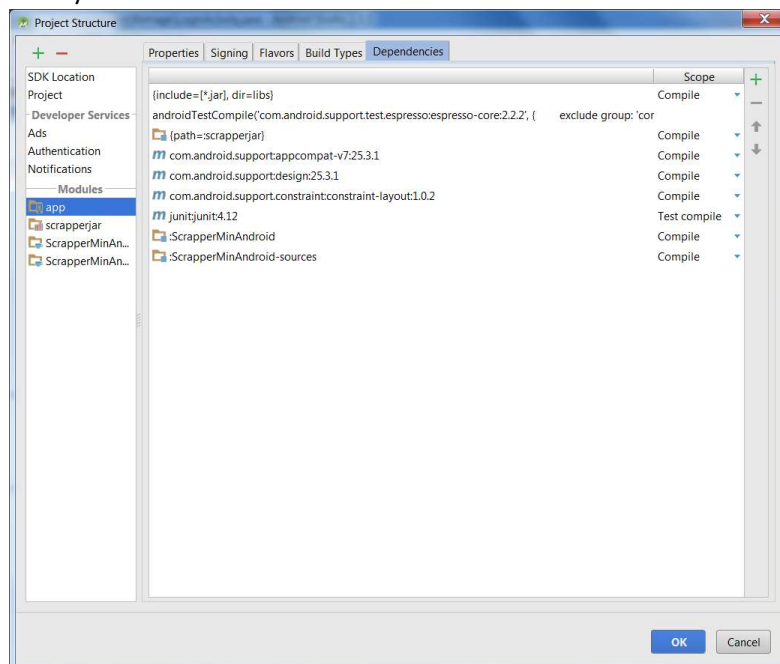 Project Structure
Properties Signing Flavors Build Types Dependencies
SDK Location
Project
Developer Services
Ads
Authentication
Notifications
Modules
app
scrapperjar
ScrapperMinAn...
ScrapperMinAn...
Scope
{include=[*.jar], dir=libs} Compile
androidTestCompile('com.android.support.test.espresso:espresso-core:2.2.2', { exclude group: 'cor
{path=:scrapperjar} Compile
m com.android.support:appcompat-v7:25.3.1 Compile
m com.android.support:design:25.3.1 Compile
m com.android.support.constraint:constraint-layout:1.0.2 Compile
m junit:junit:4.12 Test compile
:ScrapperMinAndroid Compile
:ScrapperMinAndroid-sources Compile
OK Cancel